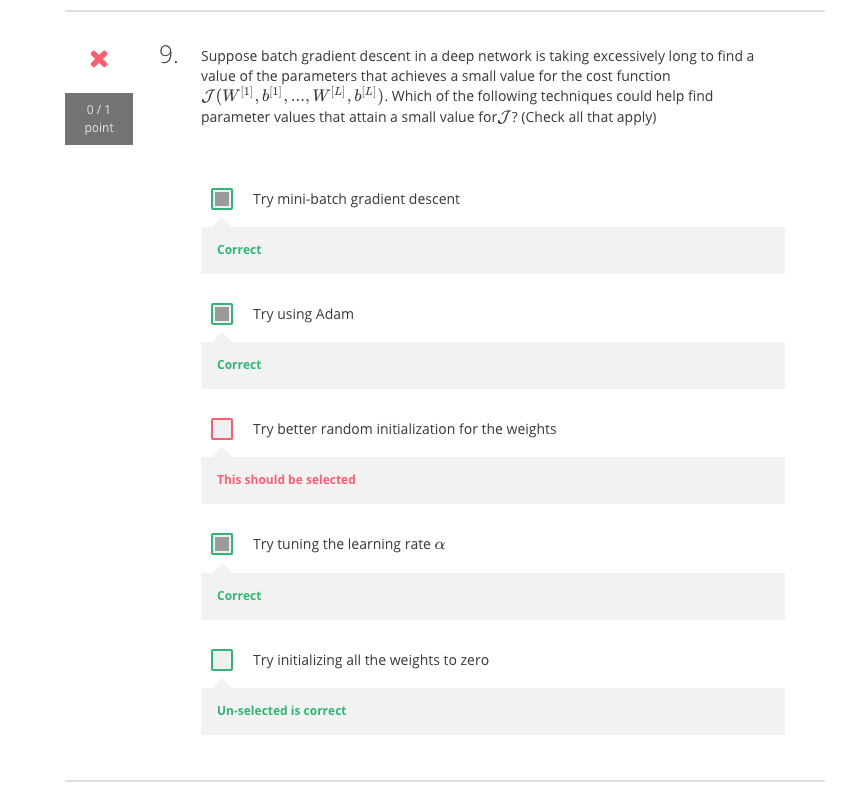 9.
Suppose batch gradient descent in a deep network is taking excessively long to find a
value of the parameters that achieves a small value for the cost function
𝒥(W^[1], b^[1], ..., W^[L], b^[L]). Which of the following techniques could help find
parameter values that attain a small value for𝒥? (Check all that apply)
0 / 1
point
Try mini-batch gradient descent
Correct
Try using Adam
Correct
Try better random initialization for the weights
This should be selected
Try tuning the learning rate α
Correct
Try initializing all the weights to zero
Un-selected is correct